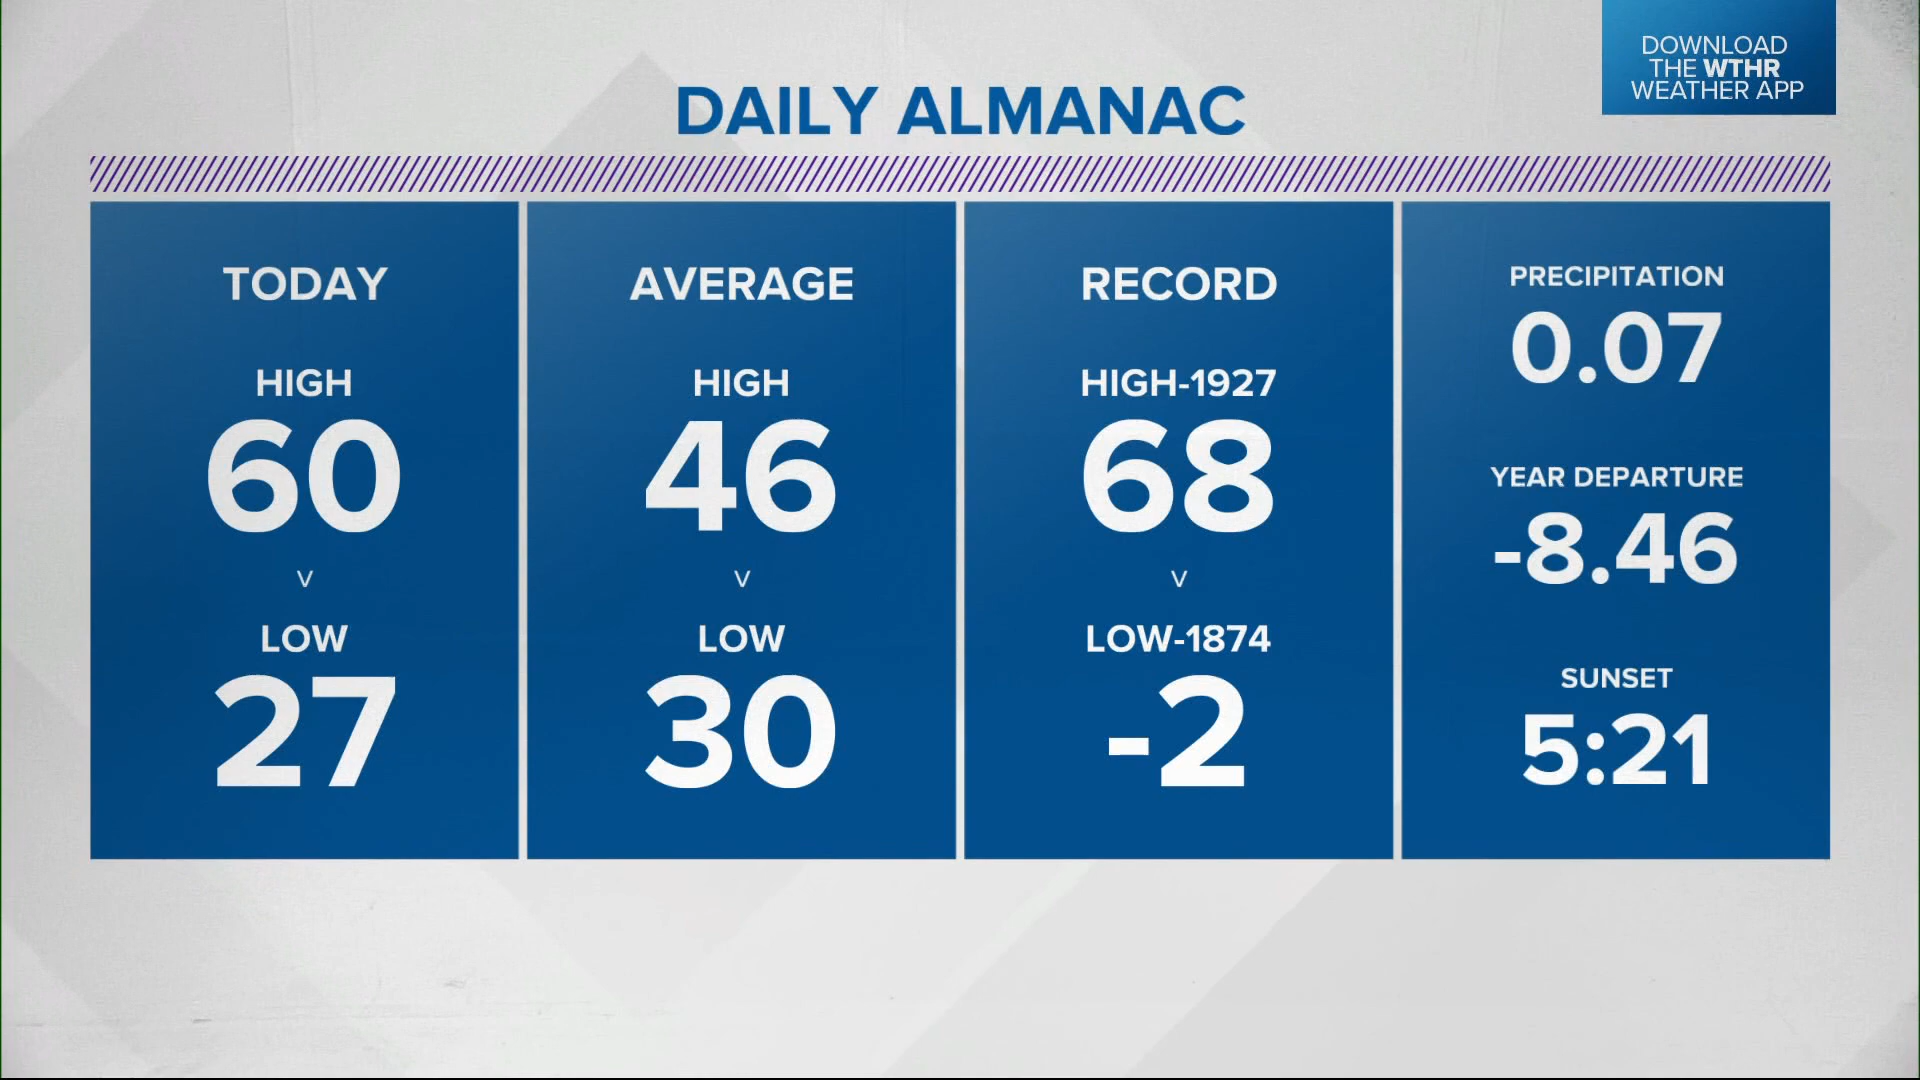 DOWNLOAD
THE WTHR
WEATHER APP
DAILY ALMANAC
TODAY
HIGH
60
v
LOW
27
AVERAGE
HIGH
46
v
LOW
30
RECORD
HIGH-1927
68
v
LOW-1874
-2
PRECIPITATION
0.07
YEAR DEPARTURE
-8.46
SUNSET
5:21